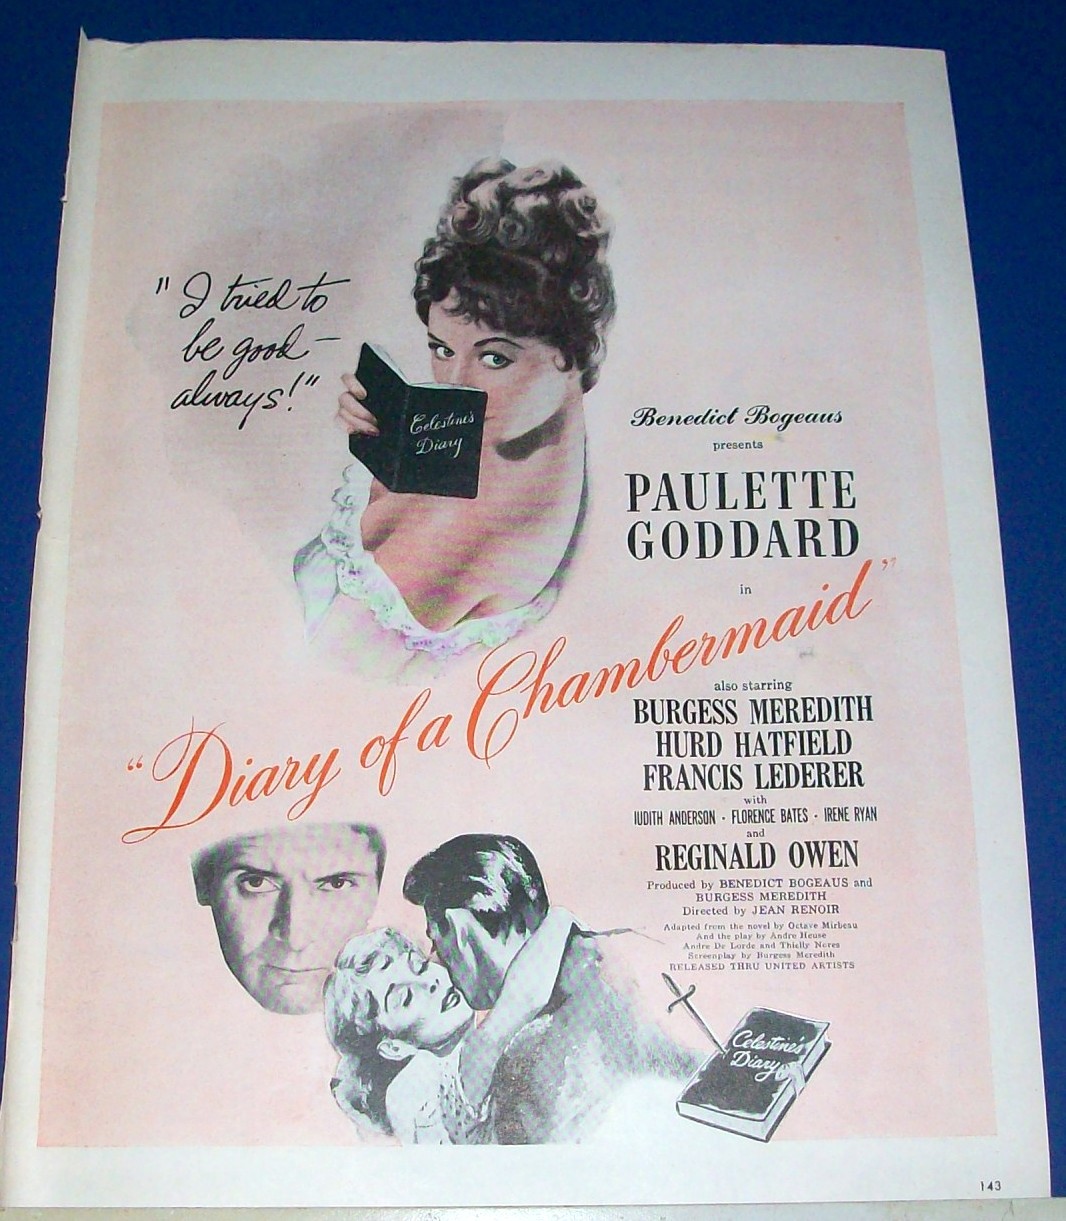 "I tried to
be good —
always!"
Celestine's
Diary
Benedict Bogeaus
presents
PAULETTE
GODDARD
in
"Diary of a Chambermaid"
also starring
BURGESS MEREDITH
HURD HATFIELD
FRANCIS LEDERER
with
JUDITH ANDERSON · FLORENCE BATES · IRENE RYAN
and
REGINALD OWEN
Produced by BENEDICT BOGEAUS and
BURGESS MEREDITH
Directed by JEAN RENOIR
Adapted from the novel by Octave Mirbeau
And the play by Andre Heuse
Andre De Lorde and Thielly Nores
Screenplay by Burgess Meredith
RELEASED THRU UNITED ARTISTS
Celestine's
Diary
143